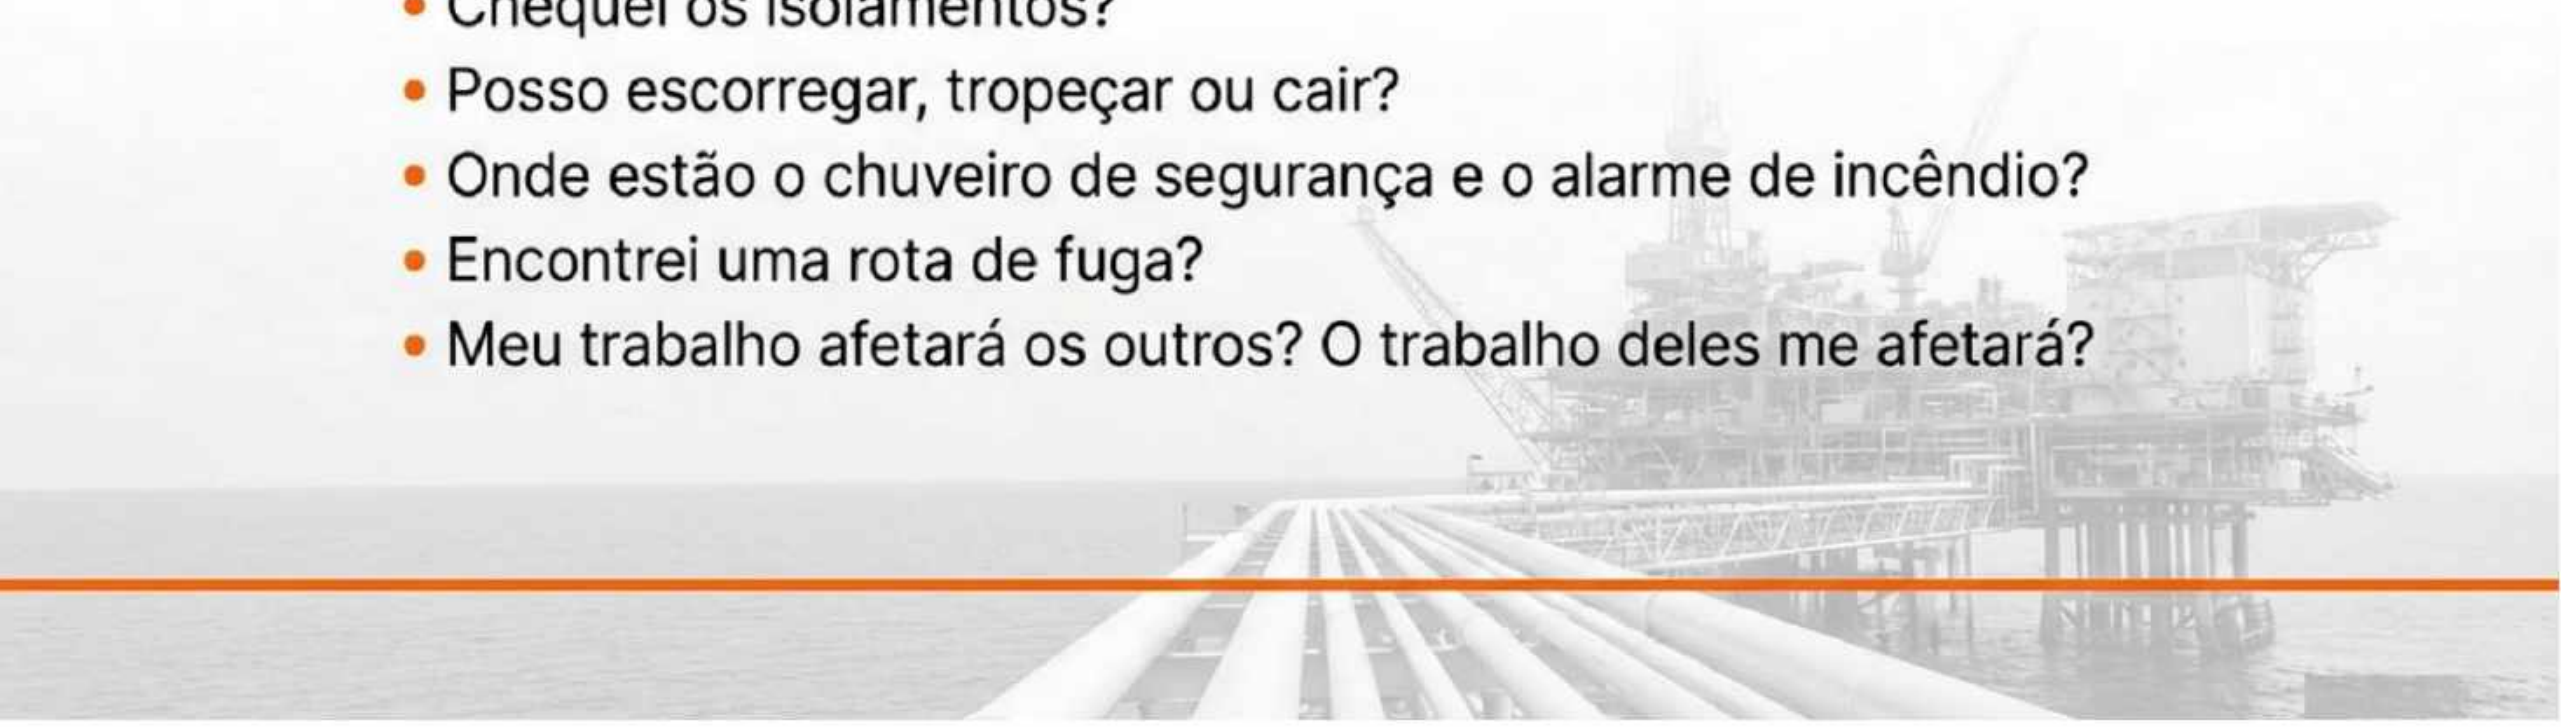 • Chequei os isolamentos?
• Posso escorregar, tropeçar ou cair?
• Onde estão o chuveiro de segurança e o alarme de incêndio?
• Encontrei uma rota de fuga?
• Meu trabalho afetará os outros? O trabalho deles me afetará?